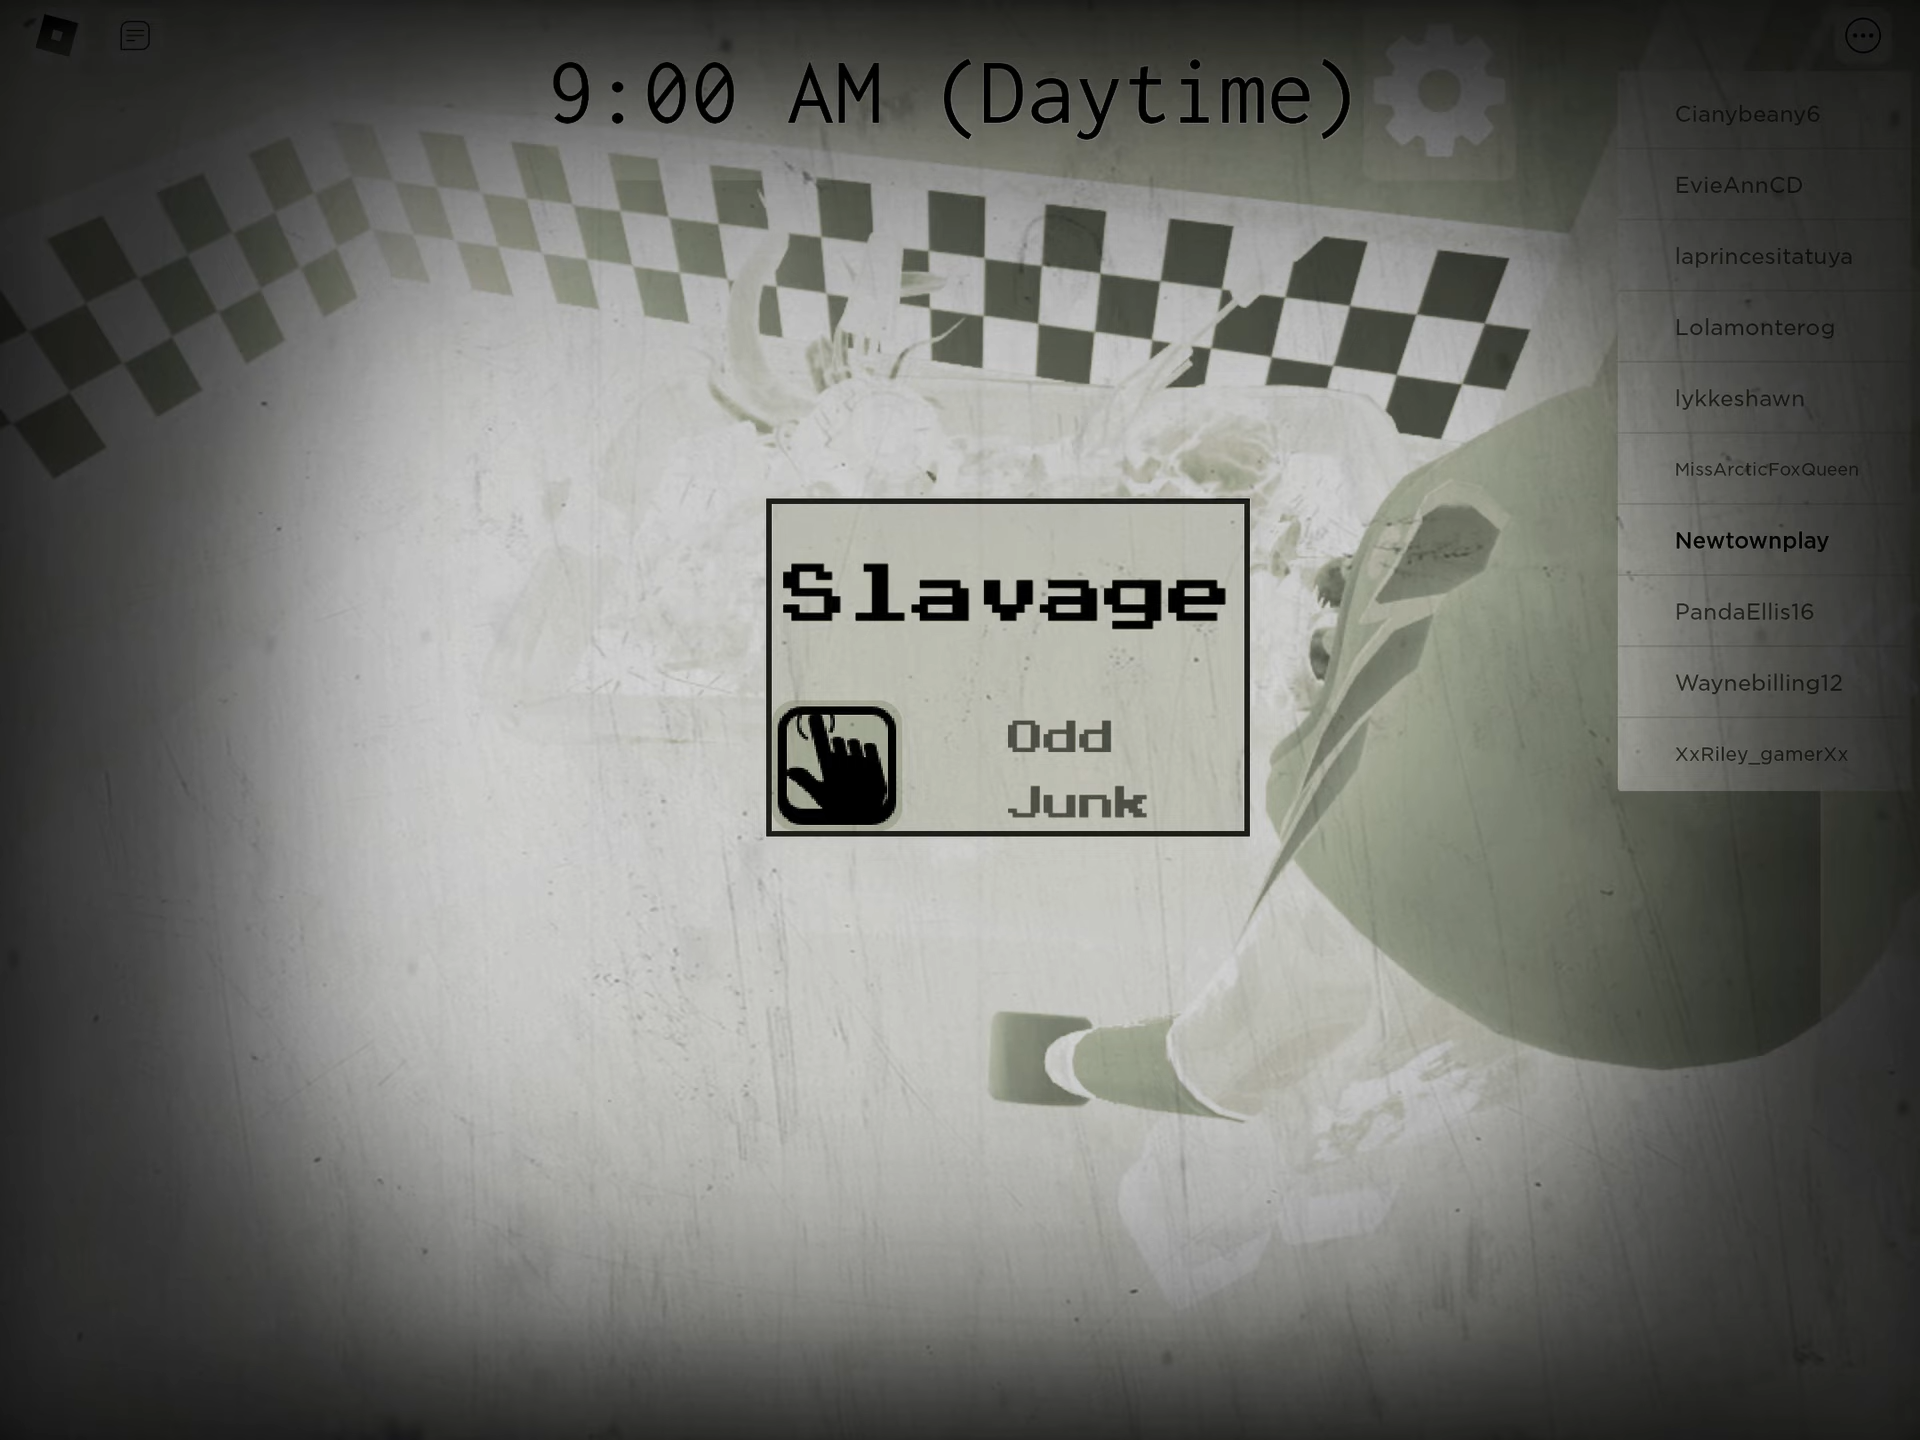 9:00 AM (Daytime)
Cianybeany6
EvieAnnCD
laprincesitatuya
Lolamonterog
lykkeshawn
MissArcticFoxQueen
Newtownplay
PandaEllis16
Waynebilling12
XxRiley_gamerXx
Slavage
Odd
Junk